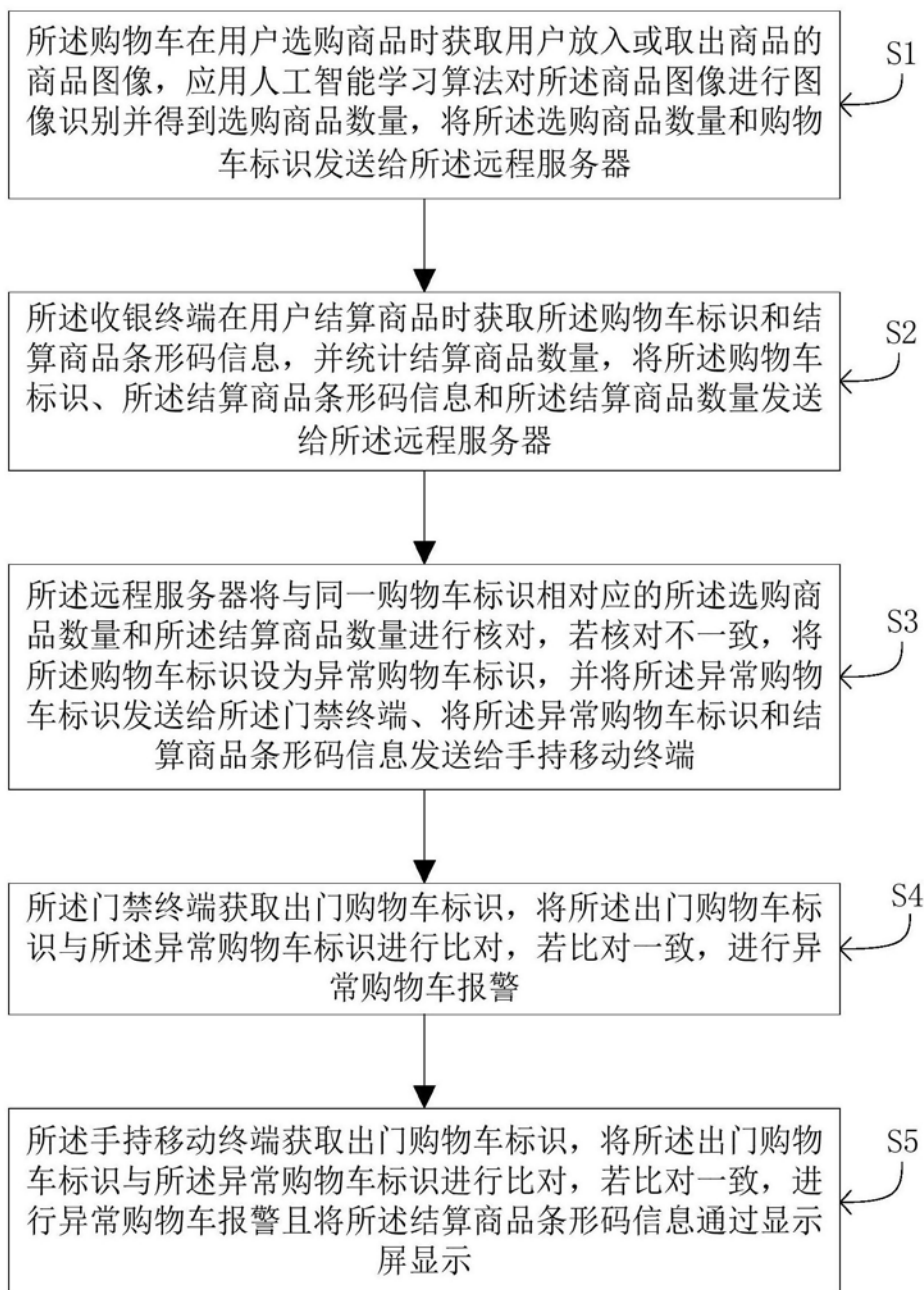 所述购物车在用户选购商品时获取用户放入或取出商品的
商品图像，应用人工智能学习算法对所述商品图像进行图
像识别并得到选购商品数量，将所述选购商品数量和购物
车标识发送给所述远程服务器
S1
所述收银终端在用户结算商品时获取所述购物车标识和结
算商品条形码信息，并统计结算商品数量，将所述购物车
标识、所述结算商品条形码信息和所述结算商品数量发送
给所述远程服务器
S2
所述远程服务器将与同一购物车标识相对应的所述选购商
品数量和所述结算商品数量进行核对，若核对不一致，将
所述购物车标识设为异常购物车标识，并将所述异常购物
车标识发送给所述门禁终端、将所述异常购物车标识和结
算商品条形码信息发送给手持移动终端
S3
所述门禁终端获取出门购物车标识，将所述出门购物车标
识与所述异常购物车标识进行比对，若比对一致，进行异
常购物车报警
S4
所述手持移动终端获取出门购物车标识，将所述出门购物
车标识与所述异常购物车标识进行比对，若比对一致，进
行异常购物车报警且将所述结算商品条形码信息通过显示
屏显示
S5